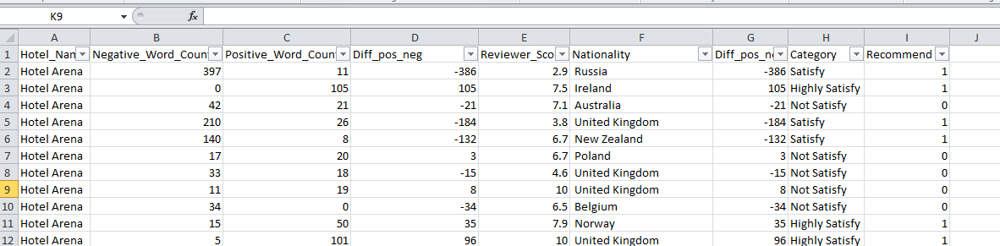 K9 fx
A B C D E F G H I J
1 Hotel_Nam Negative_Word_Coun Positive_Word_Coun Diff_pos_neg Reviewer_Sco Nationality Diff_pos_ne Category Recommend
2 Hotel Arena 397 11 -386 2.9 Russia -386 Satisfy 1
3 Hotel Arena 0 105 105 7.5 Ireland 105 Highly Satisfy 1
4 Hotel Arena 42 21 -21 7.1 Australia -21 Not Satisfy 0
5 Hotel Arena 210 26 -184 3.8 United Kingdom -184 Satisfy 1
6 Hotel Arena 140 8 -132 6.7 New Zealand -132 Satisfy 1
7 Hotel Arena 17 20 3 6.7 Poland 3 Not Satisfy 0
8 Hotel Arena 33 18 -15 4.6 United Kingdom -15 Not Satisfy 0
9 Hotel Arena 11 19 8 10 United Kingdom 8 Not Satisfy 0
10 Hotel Arena 34 0 -34 6.5 Belgium -34 Not Satisfy 0
11 Hotel Arena 15 50 35 7.9 Norway 35 Highly Satisfy 1
12 Hotel Arena 5 101 96 10 United Kingdom 96 Highly Satisfy 1